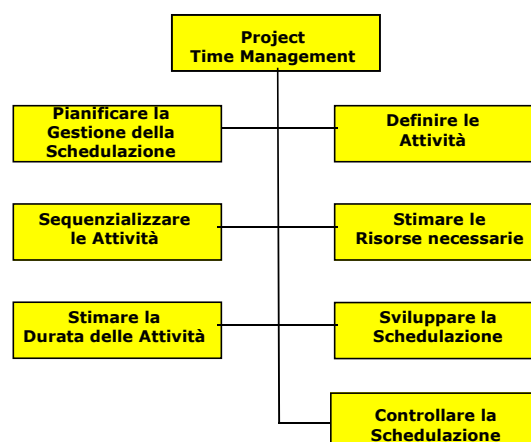 Project
Time Management
Pianificare la
Gestione della
Schedulazione
Definire le
Attività
Sequenzializzare
le Attività
Stimare le
Risorse necessarie
Stimare la
Durata delle Attività
Sviluppare la
Schedulazione
Controllare la
Schedulazione